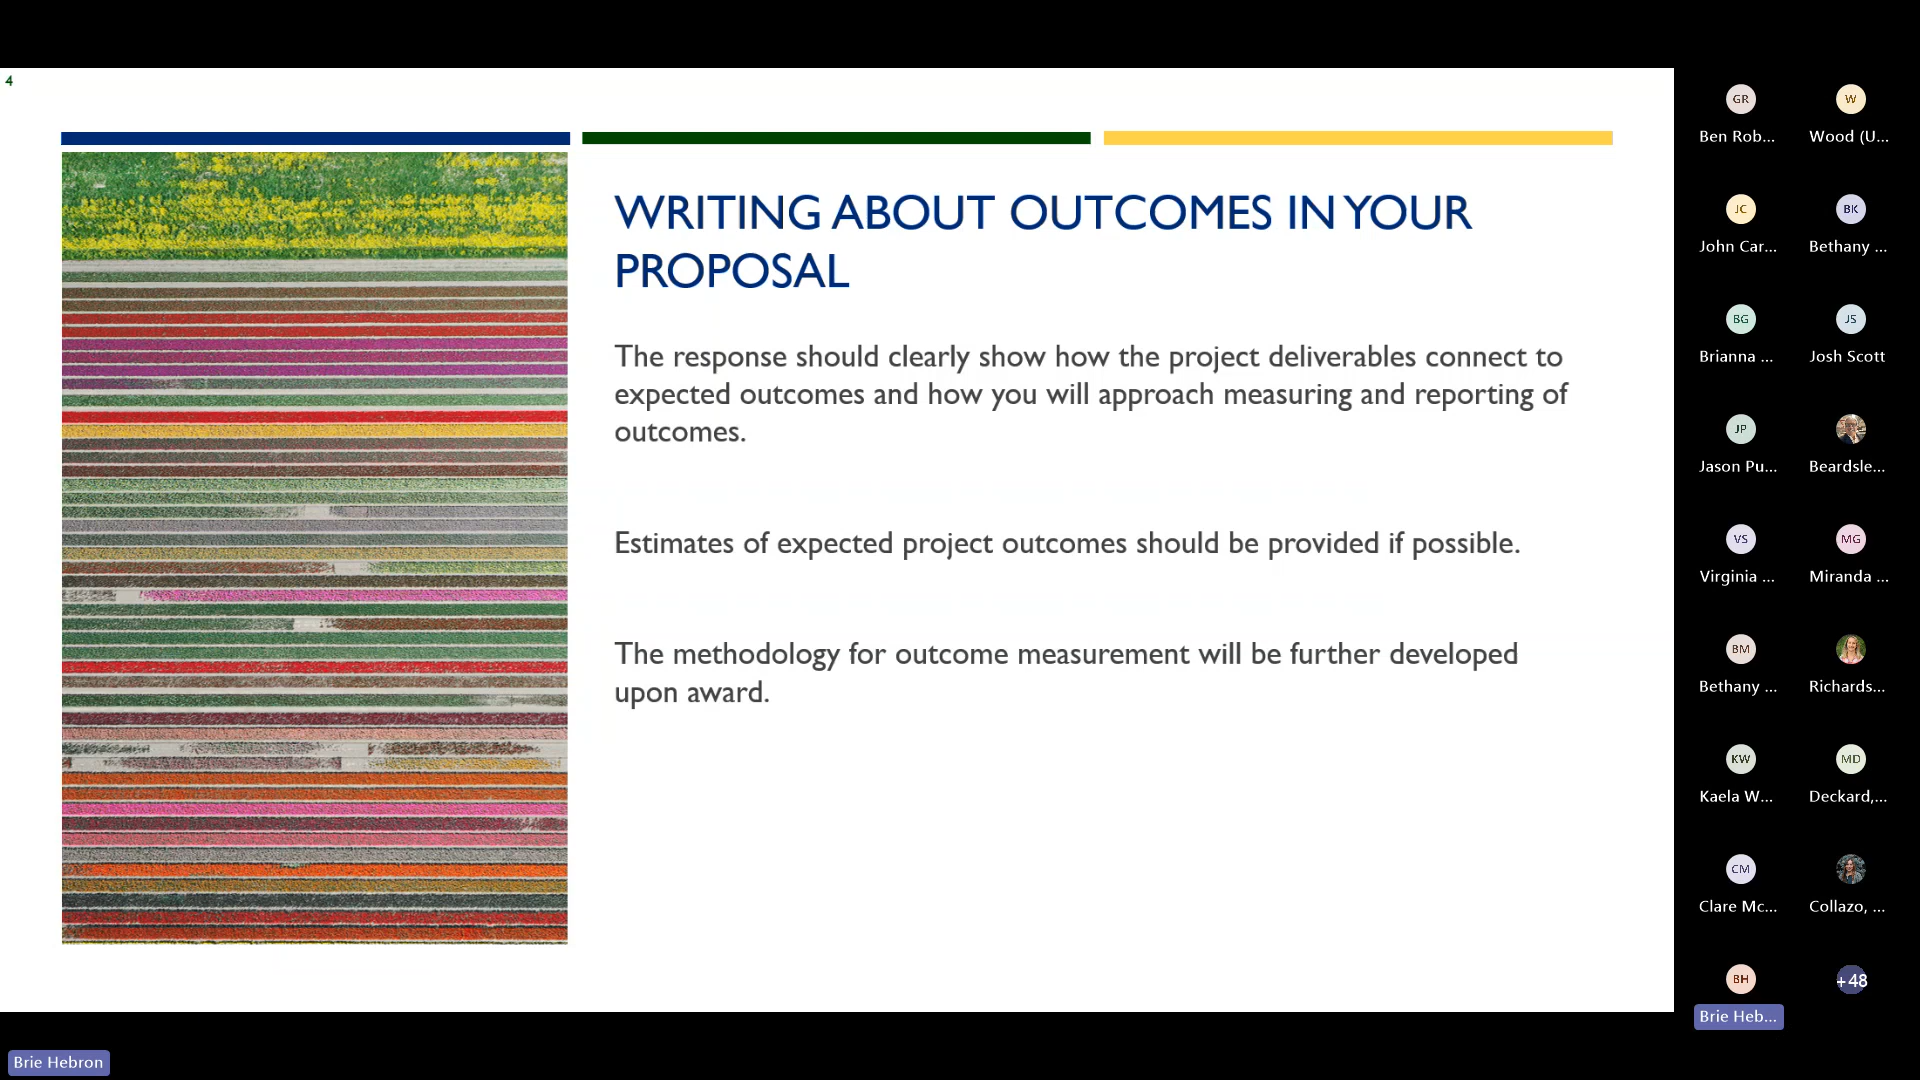 4
WRITING ABOUT OUTCOMES IN YOUR
PROPOSAL
The response should clearly show how the project deliverables connect to
expected outcomes and how you will approach measuring and reporting of
outcomes.
Estimates of expected project outcomes should be provided if possible.
The methodology for outcome measurement will be further developed
upon award.
GR
W
Ben Rob...
Wood (U...
JC
BK
John Car...
Bethany ...
BG
JS
Brianna ...
Josh Scott
JP
Jason Pu...
Beardsle...
VS
MG
Virginia ...
Miranda ...
BM
Bethany ...
Richards...
KW
MD
Kaela W...
Deckard,...
CM
Clare Mc...
Collazo, ...
BH
+48
Brie Heb...
Brie Hebron